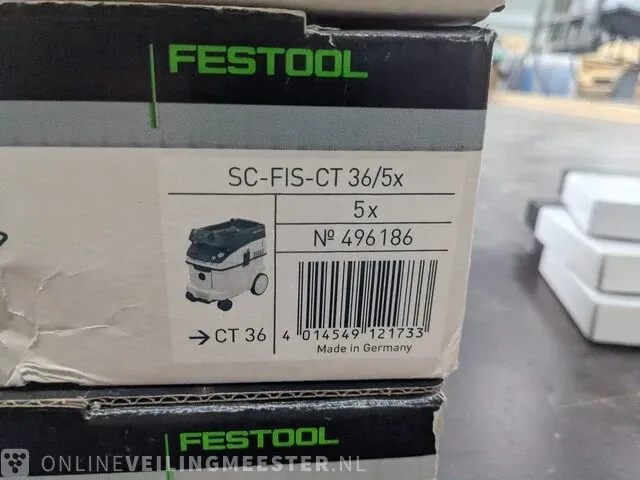 FESTOOL
SC-FIS-CT 36/5x
5x
Nº 496186
→ CT 36
4 014549 121733
Made in Germany
FESTOOL
ONLINEVEILINGMEESTER.NL